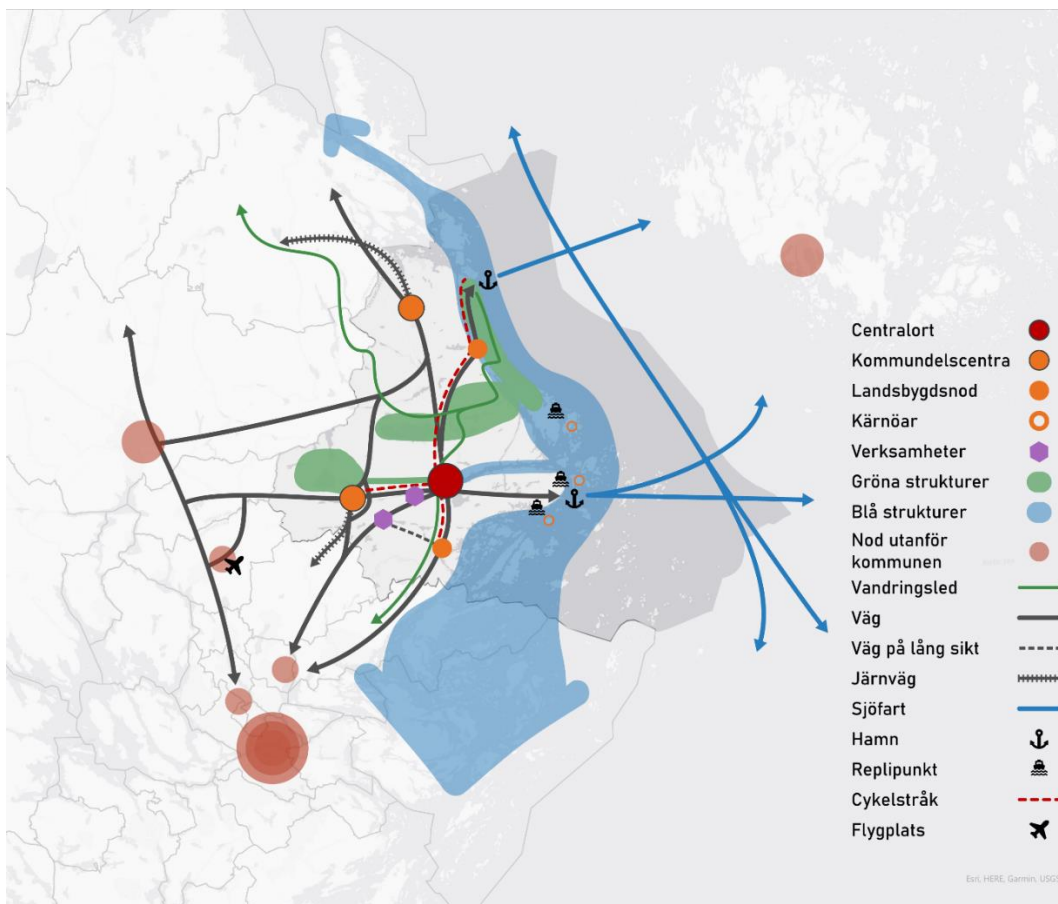 Centralort
Kommundelscentra
Landsbygdsnod
Kärnöar
Verksamheter
Gröna strukturer
Blå strukturer
Nod utanför
kommunen
Vandringsled
Väg
Väg på lång sikt
Järnväg
Sjöfart
Hamn
Replipunkt
Cykelstråk
Flygplats
Esri, HERE, Garmin, USGS